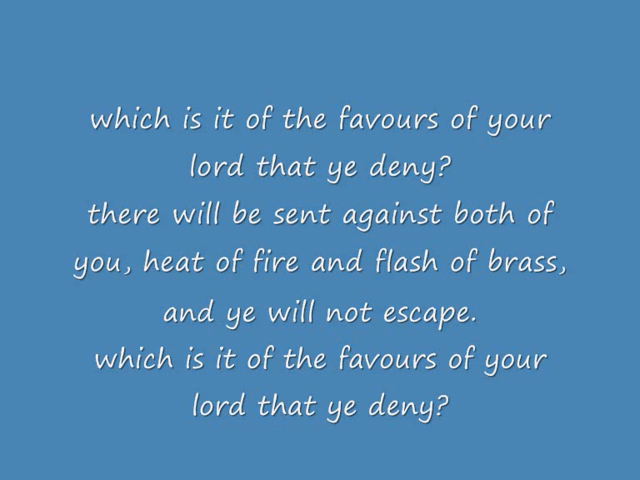 which is it of the favours of your
lord that ye deny?
there will be sent against both of
you, heat of fire and flash of brass,
and ye will not escape.
which is it of the favours of your
lord that ye deny?